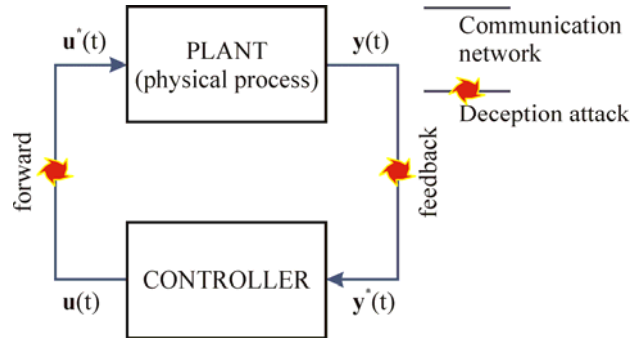 u*(t)
PLANT
(physical process)
y(t)
Communication
network
Deception attack
forward
feedback
CONTROLLER
u(t)
y*(t)